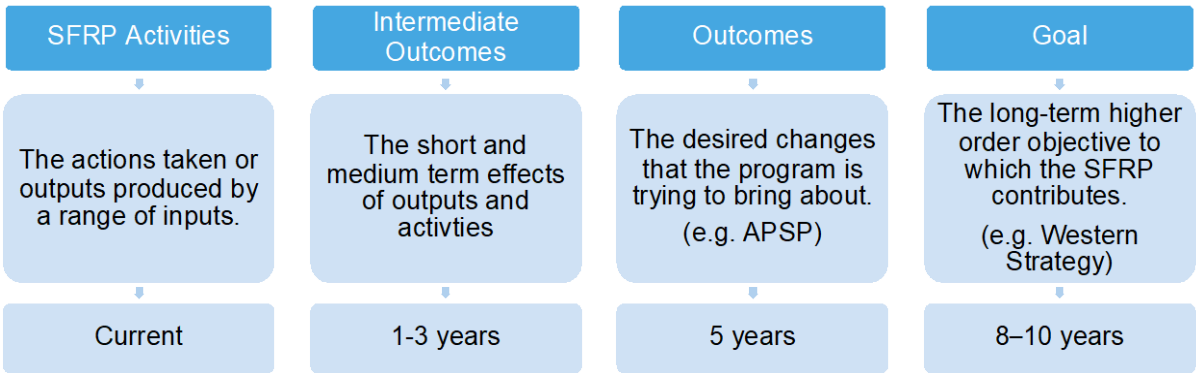 SFRP Activities
Intermediate
Outcomes
Outcomes
Goal
The actions taken or
outputs produced by
a range of inputs.
The short and
medium term effects
of outputs and
activties
The desired changes
that the program is
trying to bring about.
(e.g. APSP)
The long-term higher
order objective to
which the SFRP
contributes.
(e.g. Western
Strategy)
Current
1-3 years
5 years
8–10 years